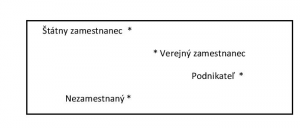 Štátny zamestnanec *
* Verejný zamestnanec
Podnikateľ *
Nezamestnaný *